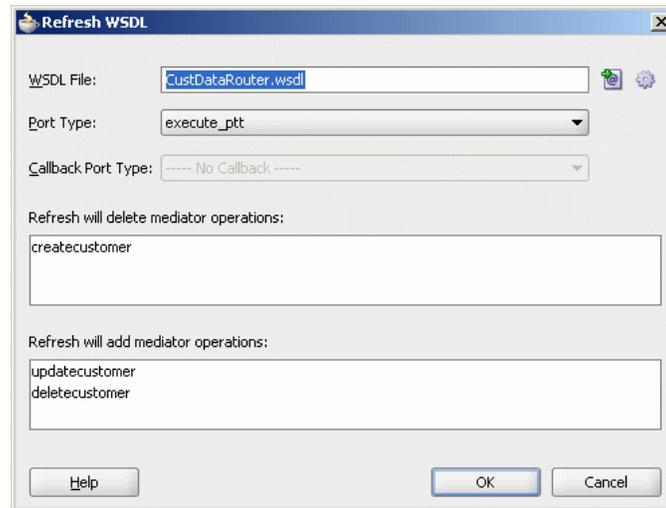 Refresh WSDL
WSDL File: CustDataRouter.wsdl
Port Type: execute_ptt
Callback Port Type: ----- No Callback -----
Refresh will delete mediator operations:
createcustomer
Refresh will add mediator operations:
updatecustomer
deletecustomer
Help OK Cancel